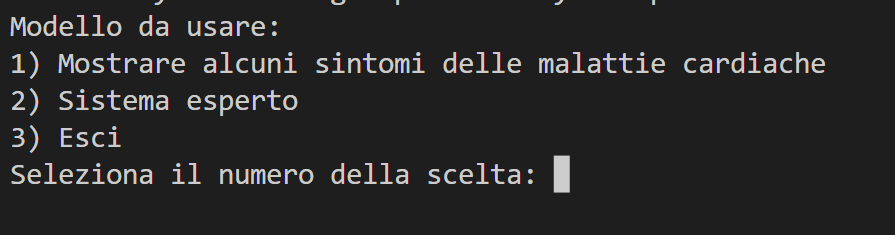 Modello da usare:
1) Mostrare alcuni sintomi delle malattie cardiache
2) Sistema esperto
3) Esci
Seleziona il numero della scelta: